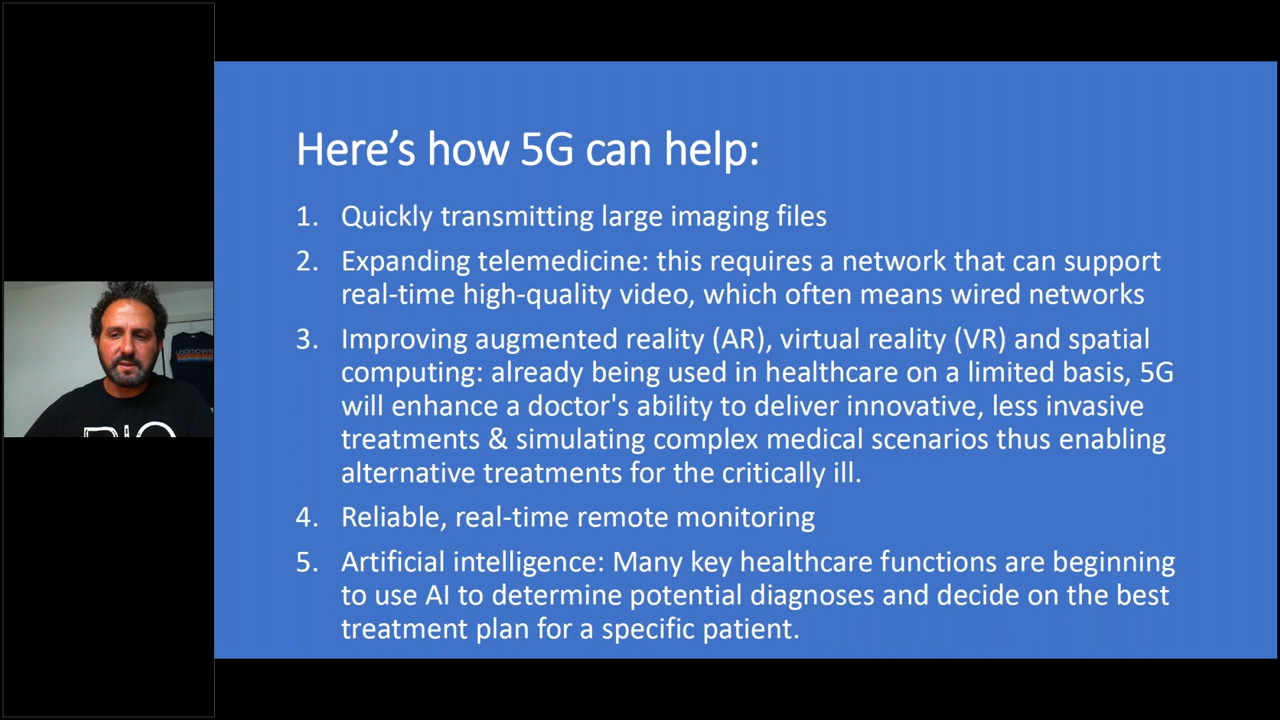 Here's how 5G can help:
1. Quickly transmitting large imaging files
2. Expanding telemedicine: this requires a network that can support
real-time high-quality video, which often means wired networks
3. Improving augmented reality (AR), virtual reality (VR) and spatial
computing: already being used in healthcare on a limited basis, 5G
will enhance a doctor's ability to deliver innovative, less invasive
treatments & simulating complex medical scenarios thus enabling
alternative treatments for the critically ill.
4. Reliable, real-time remote monitoring
5. Artificial intelligence: Many key healthcare functions are beginning
to use AI to determine potential diagnoses and decide on the best
treatment plan for a specific patient.
LOCKDOWN